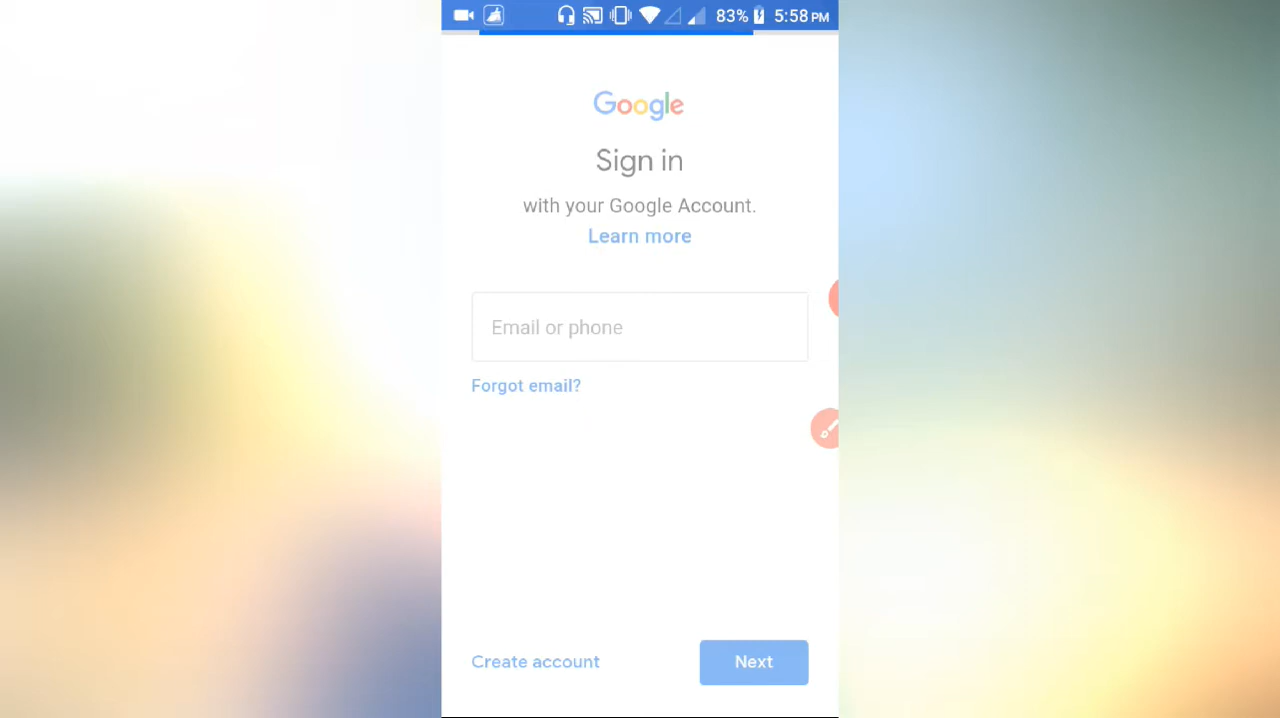 83% 5:58 PM
Google
Sign in
with your Google Account.
Learn more
Email or phone
Forgot email?
Create account
Next